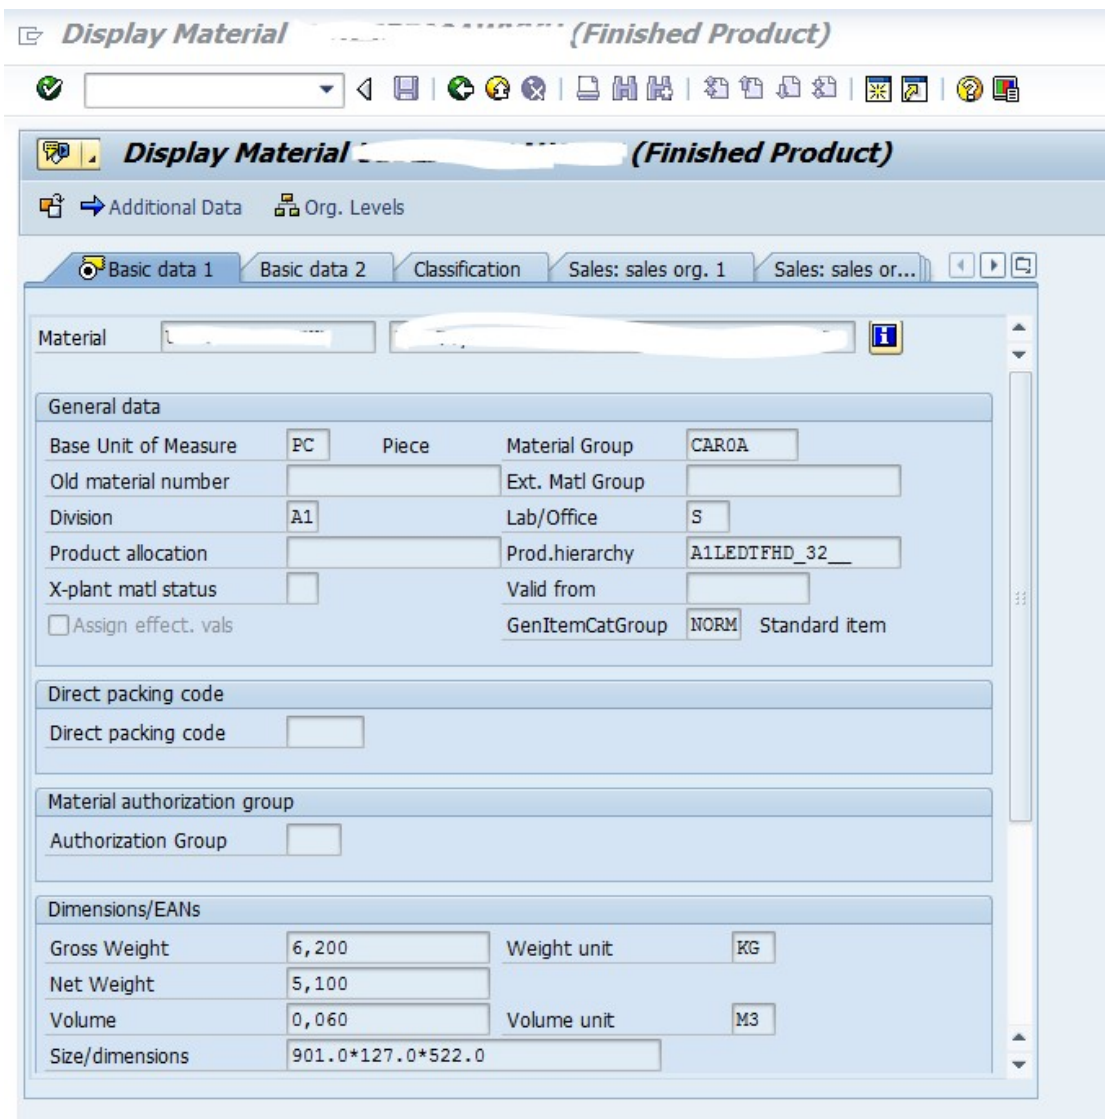 Display Material (Finished Product)
Display Material (Finished Product)
Additional Data Org. Levels
Basic data 1 Basic data 2 Classification Sales: sales org. 1 Sales: sales or...
Material
General data
Base Unit of Measure PC Piece Material Group CAR0A
Old material number Ext. Matl Group
Division A1 Lab/Office S
Product allocation Prod.hierarchy A1LEDTFHD_32__
X-plant matl status Valid from
Assign effect. vals GenItemCatGroup NORM Standard item
Direct packing code
Direct packing code
Material authorization group
Authorization Group
Dimensions/EANs
Gross Weight 6,200 Weight unit KG
Net Weight 5,100
Volume 0,060 Volume unit M3
Size/dimensions 901.0*127.0*522.0